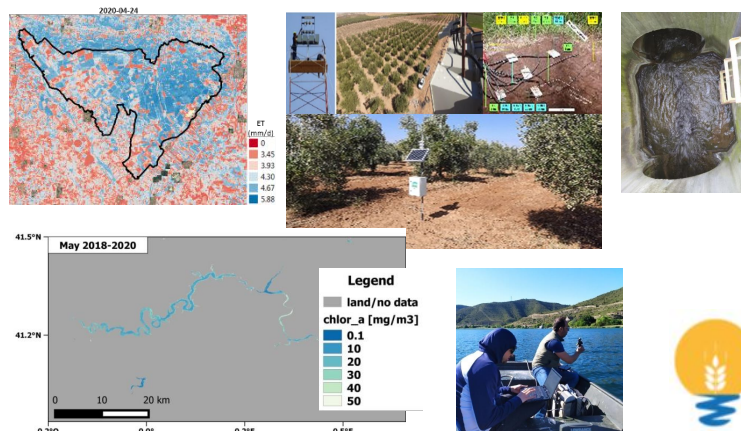 2020-04-24
ET
(mm/d)
0
3.45
3.93
4.30
4.67
5.88
41.5°N
May 2018-2020
41.2°N
Legend
land/no data
chlor_a [mg/m3]
0.1
10
20
30
40
50
0 10 20 km